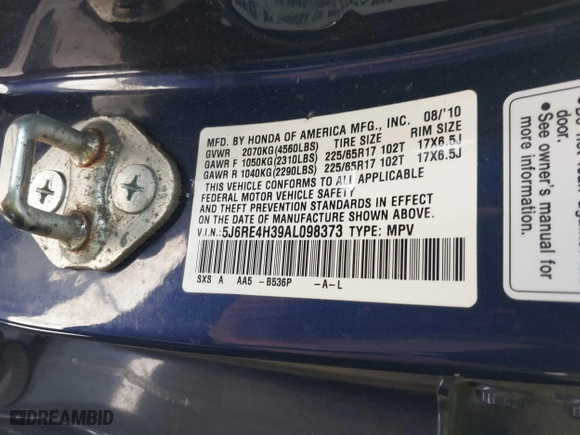 MFD. BY HONDA OF AMERICA MFG., INC. 08/'10
GVWR 2070KG(4560LBS) TIRE SIZE RIM SIZE
GAWR F 1050KG(2310LBS) 225/65R17 102T 17X6.5J
GAWR R 1040KG(2290LBS) 225/65R17 102T 17X6.5J
THIS VEHICLE CONFORMS TO ALL APPLICABLE
FEDERAL MOTOR VEHICLE SAFETY
AND THEFT PREVENTION STANDARDS IN EFFECT
ON THE DATE OF MANUFACTURE SHOWN ABOVE.
V.I.N: 5J6RE4H39AL098373 TYPE: MPV
SXS A AA5 -B536P -A-L
door.
•See owner's manual for
more information.
DREAMBID